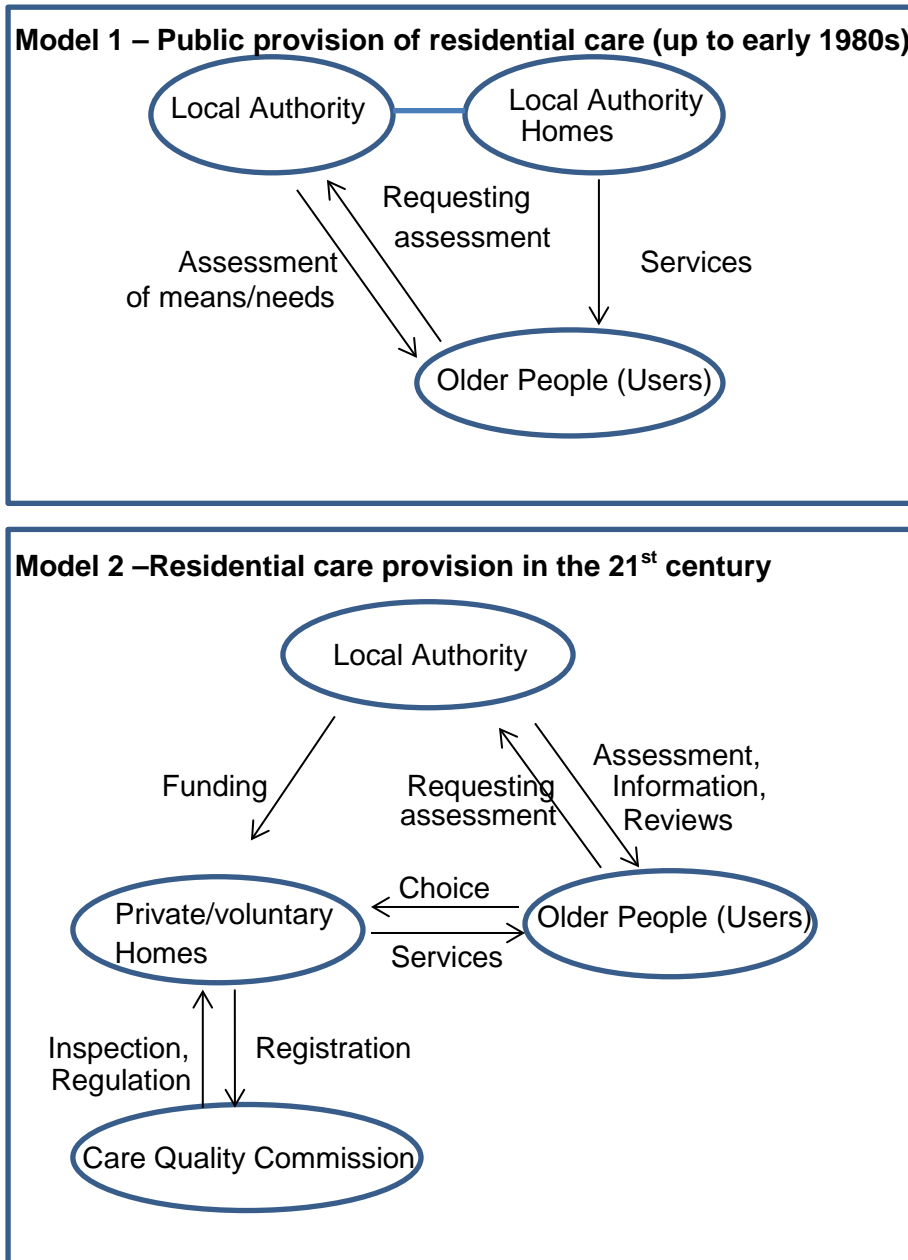 Model 1 – Public provision of residential care (up to early 1980s)
Local Authority
Local Authority
Homes
Requesting
assessment
Assessment
of means/needs
Services
Older People (Users)
Model 2 –Residential care provision in the 21st century
Local Authority
Funding
Requesting
assessment
Assessment,
Information,
Reviews
Choice
Private/voluntary
Homes
Older People (Users)
Services
Inspection,
Regulation
Registration
Care Quality Commission